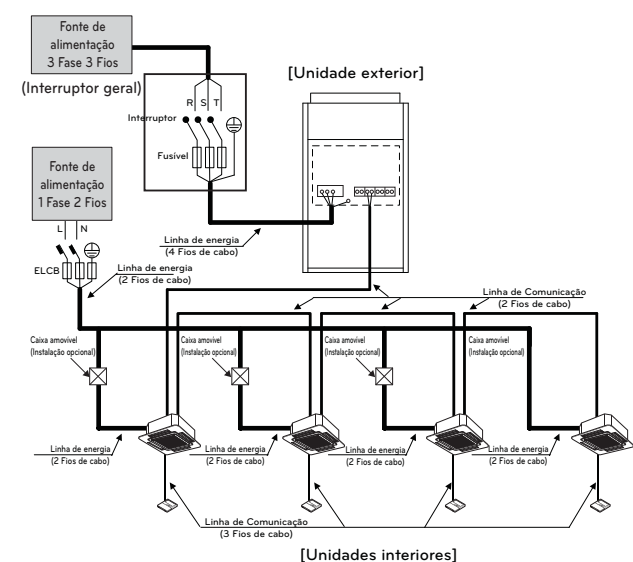 Fonte de
alimentação
3 Fase 3 Fios
(Interruptor geral)
[Unidade exterior]
R S T
Interruptor
Fusível
Fonte de
alimentação
1 Fase 2 Fios
L N
ELCB
Linha de energia
(4 Fios de cabo)
Linha de energia
(2 Fios de cabo)
Linha de Comunicação
(2 Fios de cabo)
Caixa amovível
(Instalação opcional)
Caixa amovível
(Instalação opcional)
Caixa amovível
(Instalação opcional)
Caixa amovível
(Instalação opcional)
Linha de energia
(2 Fios de cabo)
Linha de energia
(2 Fios de cabo)
Linha de energia
(2 Fios de cabo)
Linha de energia
(2 Fios de cabo)
Linha de Comunicação
(3 Fios de cabo)
[Unidades interiores]